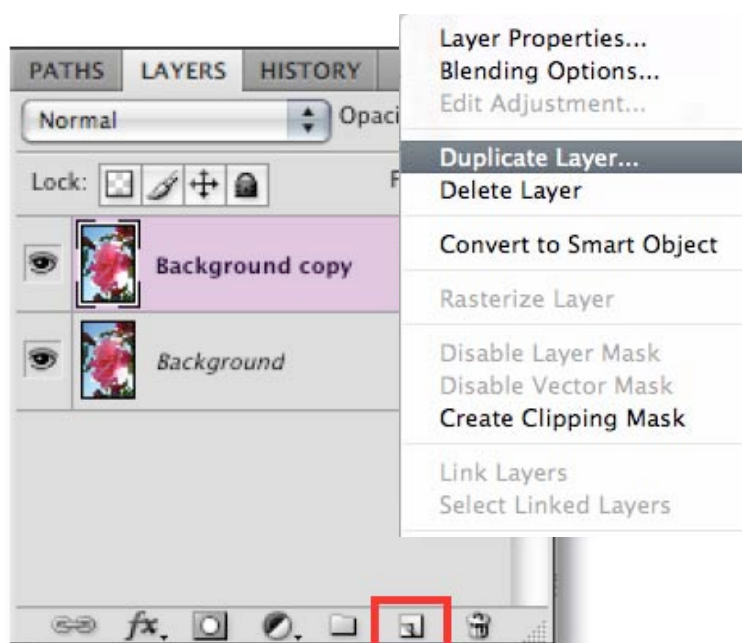 PATHS LAYERS HISTORY
Normal Opaci
Lock: F
Background copy
Background
fx.
Layer Properties...
Blending Options...
Edit Adjustment...
Duplicate Layer...
Delete Layer
Convert to Smart Object
Rasterize Layer
Disable Layer Mask
Disable Vector Mask
Create Clipping Mask
Link Layers
Select Linked Layers